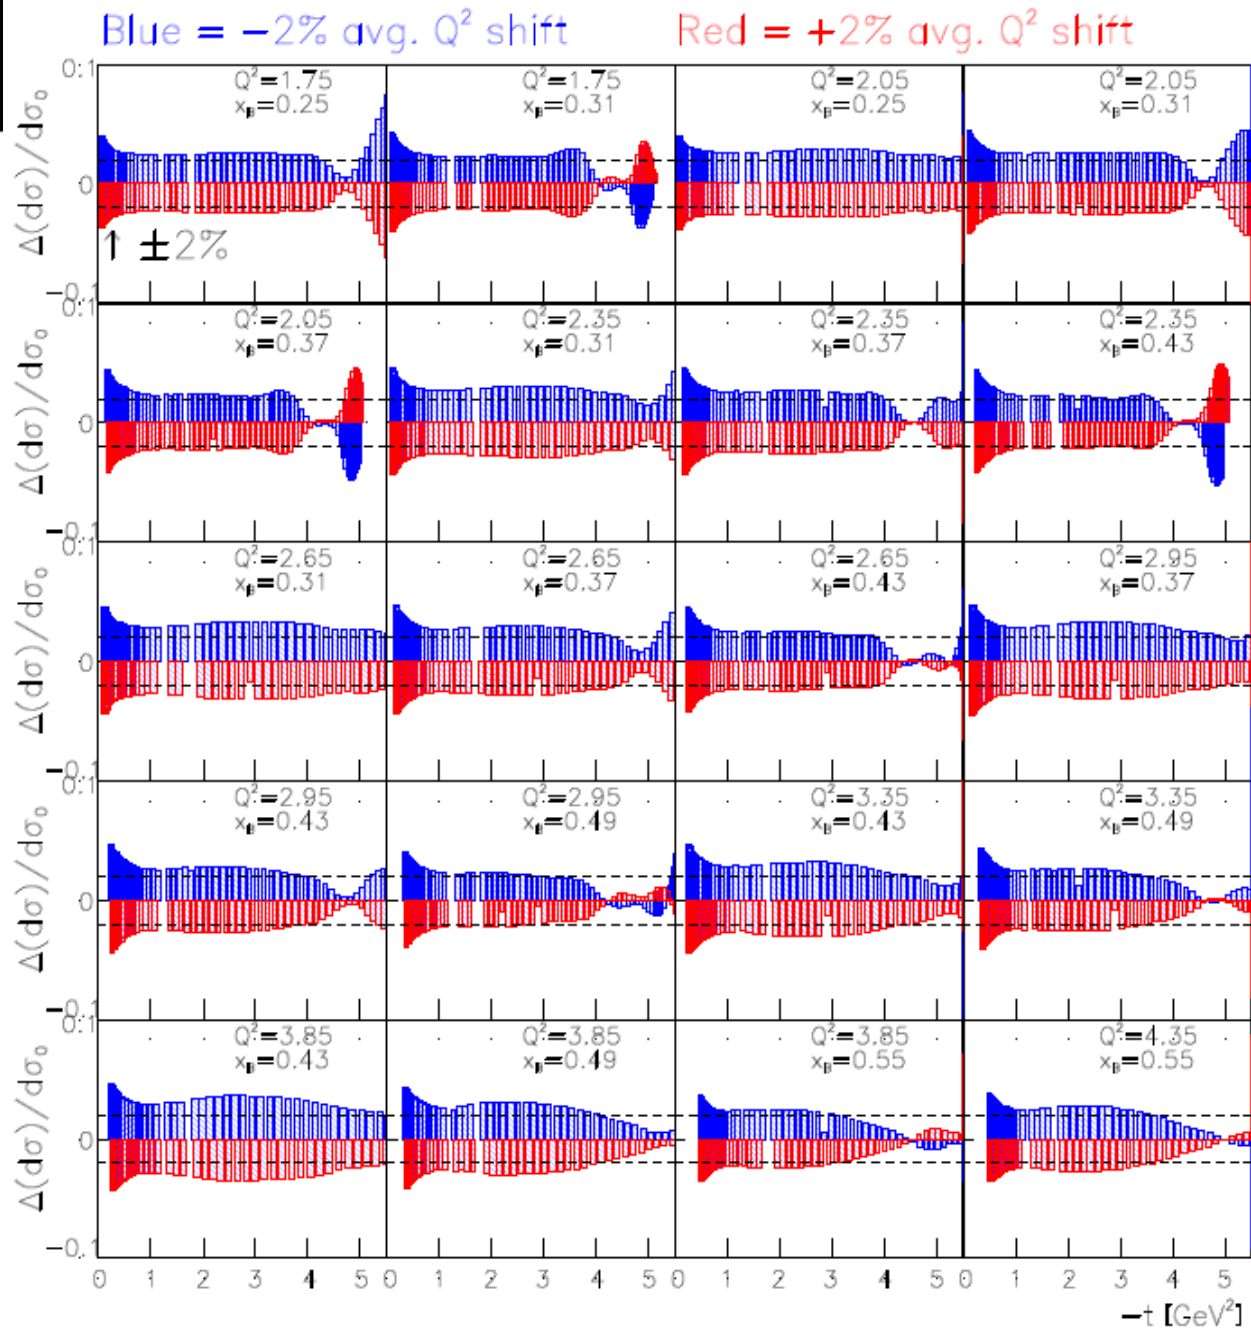 Blue = −2% avg. Q² shift Red = +2% avg. Q² shift
Δ(dσ)/dσ₀ 0.1 0 −0.1
Q²=1.75 Q²=1.75 Q²=2.05 Q²=2.05
x_B=0.25 x_B=0.31 x_B=0.25 x_B=0.31
↑ ±2%
Δ(dσ)/dσ₀ 0.1 0 −0.1
Q²=2.05 Q²=2.35 Q²=2.35 Q²=2.35
x_B=0.37 x_B=0.31 x_B=0.37 x_B=0.43
Δ(dσ)/dσ₀ 0.1 0 −0.1
Q²=2.65 Q²=2.65 Q²=2.65 Q²=2.95
x_B=0.31 x_B=0.37 x_B=0.43 x_B=0.37
Δ(dσ)/dσ₀ 0.1 0 −0.1
Q²=2.95 Q²=2.95 Q²=3.35 Q²=3.35
x_B=0.43 x_B=0.49 x_B=0.43 x_B=0.49
Δ(dσ)/dσ₀ 0.1 0 −0.1
Q²=3.85 Q²=3.85 Q²=3.85 Q²=4.35
x_B=0.43 x_B=0.49 x_B=0.55 x_B=0.55
0 1 2 3 4 5 0 1 2 3 4 5 0 1 2 3 4 5 0 1 2 3 4 5
−t [GeV²]